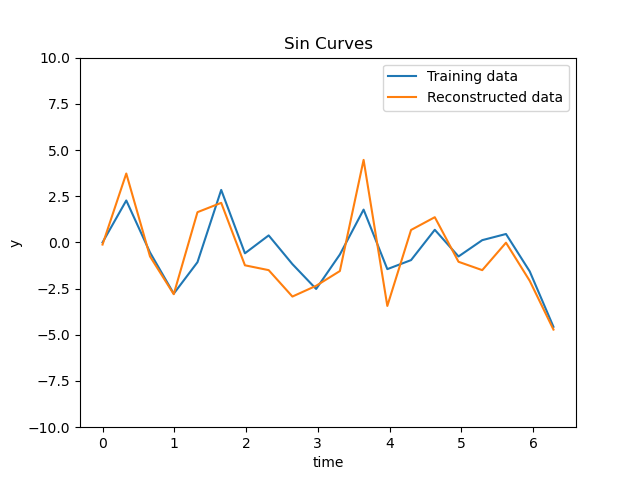 Sin Curves
Training data
Reconstructed data
10.0
7.5
5.0
2.5
0.0
−2.5
−5.0
−7.5
−10.0
y
0 1 2 3 4 5 6
time